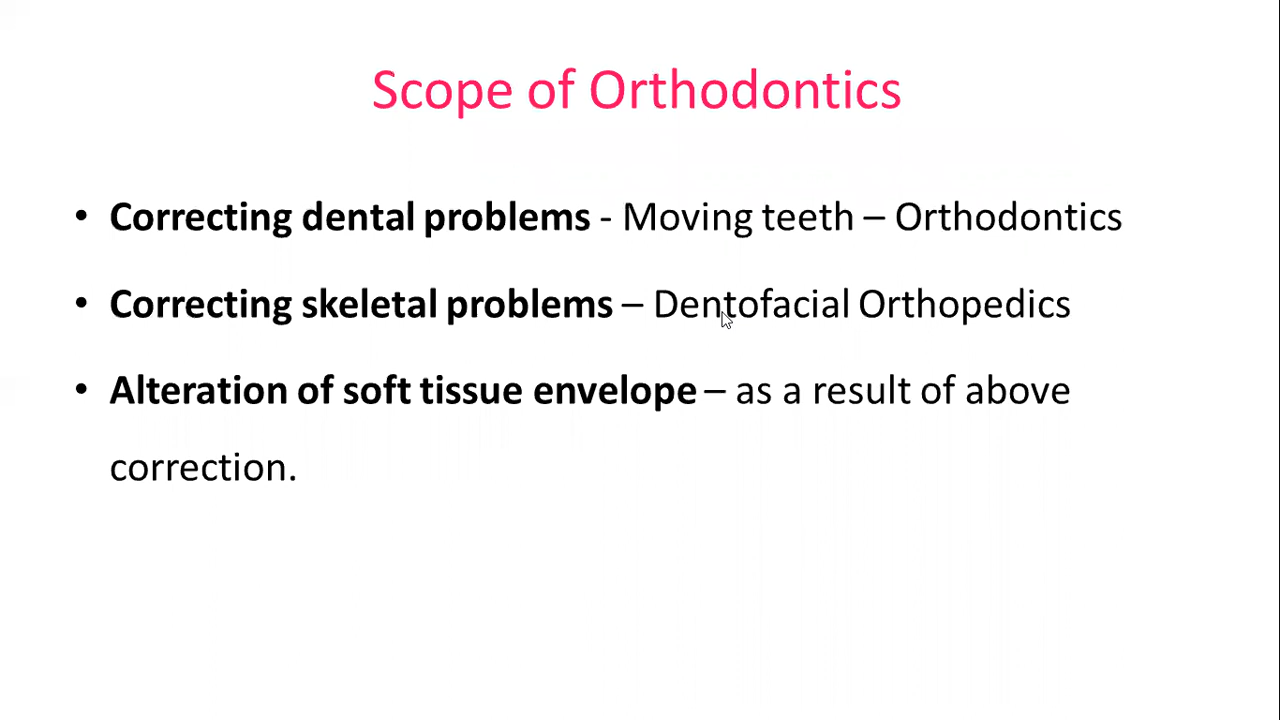 Scope of Orthodontics
• Correcting dental problems - Moving teeth – Orthodontics
• Correcting skeletal problems – Dentofacial Orthopedics
• Alteration of soft tissue envelope – as a result of above
correction.